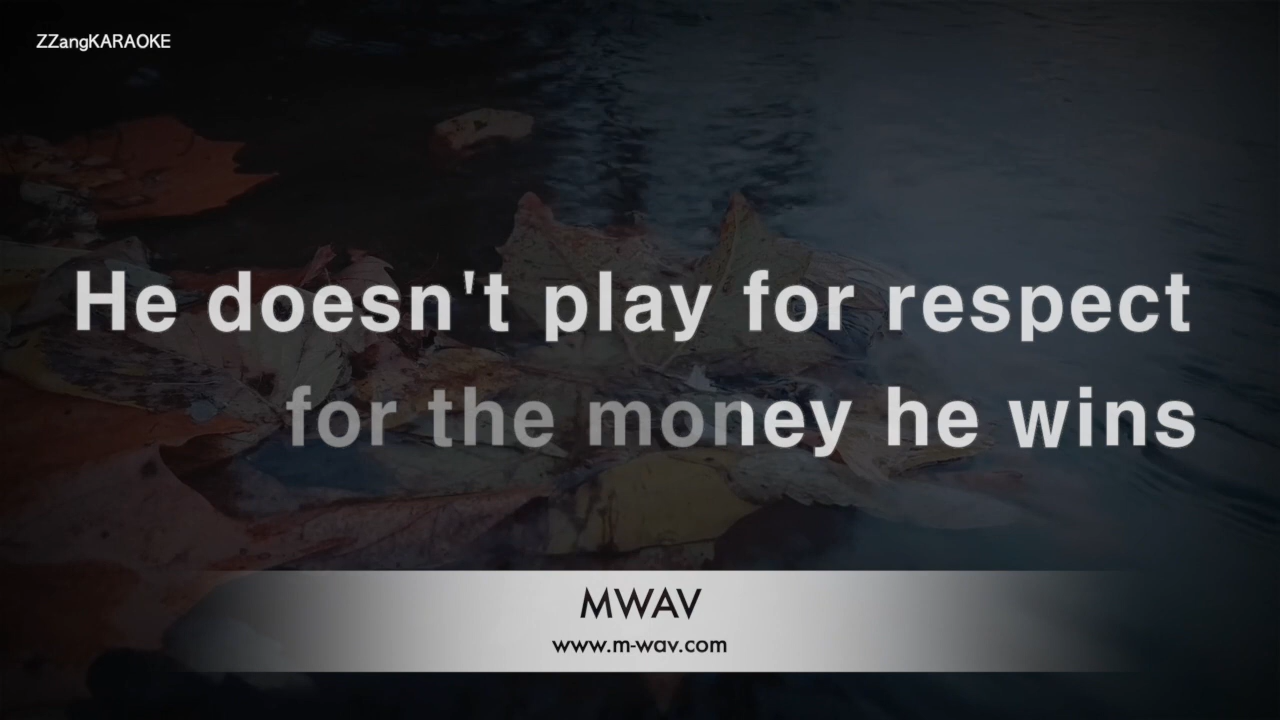 ZZangKARAOKE
He doesn't play for respect
for the money he wins
MWAV
www.m-wav.com